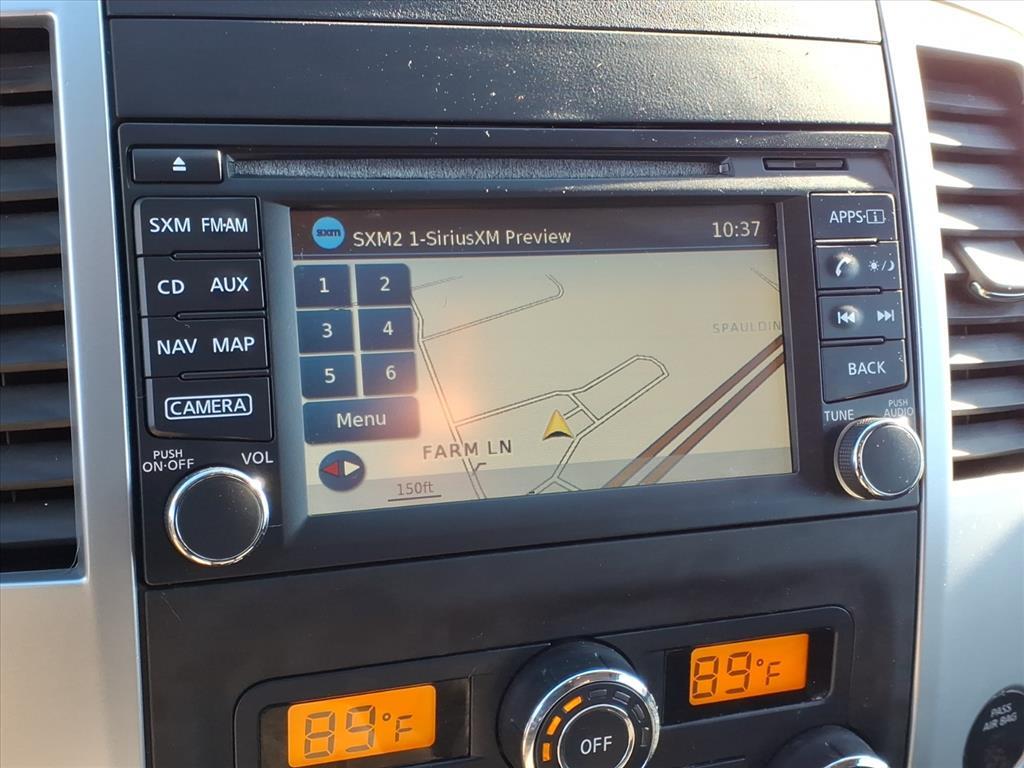 SXM FM·AM
CD AUX
NAV MAP
CAMERA
PUSH
ON·OFF
VOL
sxm SXM2 1-SiriusXM Preview 10:37
1 2
3 4
5 6
Menu
SPAULDIN
FARM LN
150ft
APPS·i
BACK
TUNE
PUSH
AUDIO
89°F
OFF
89°F
PASS
AIR BAG